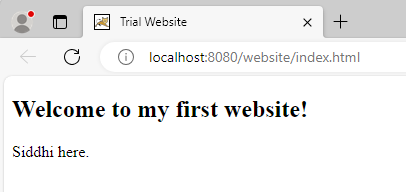 Trial Website
localhost:8080/website/index.html
Welcome to my first website!
Siddhi here.